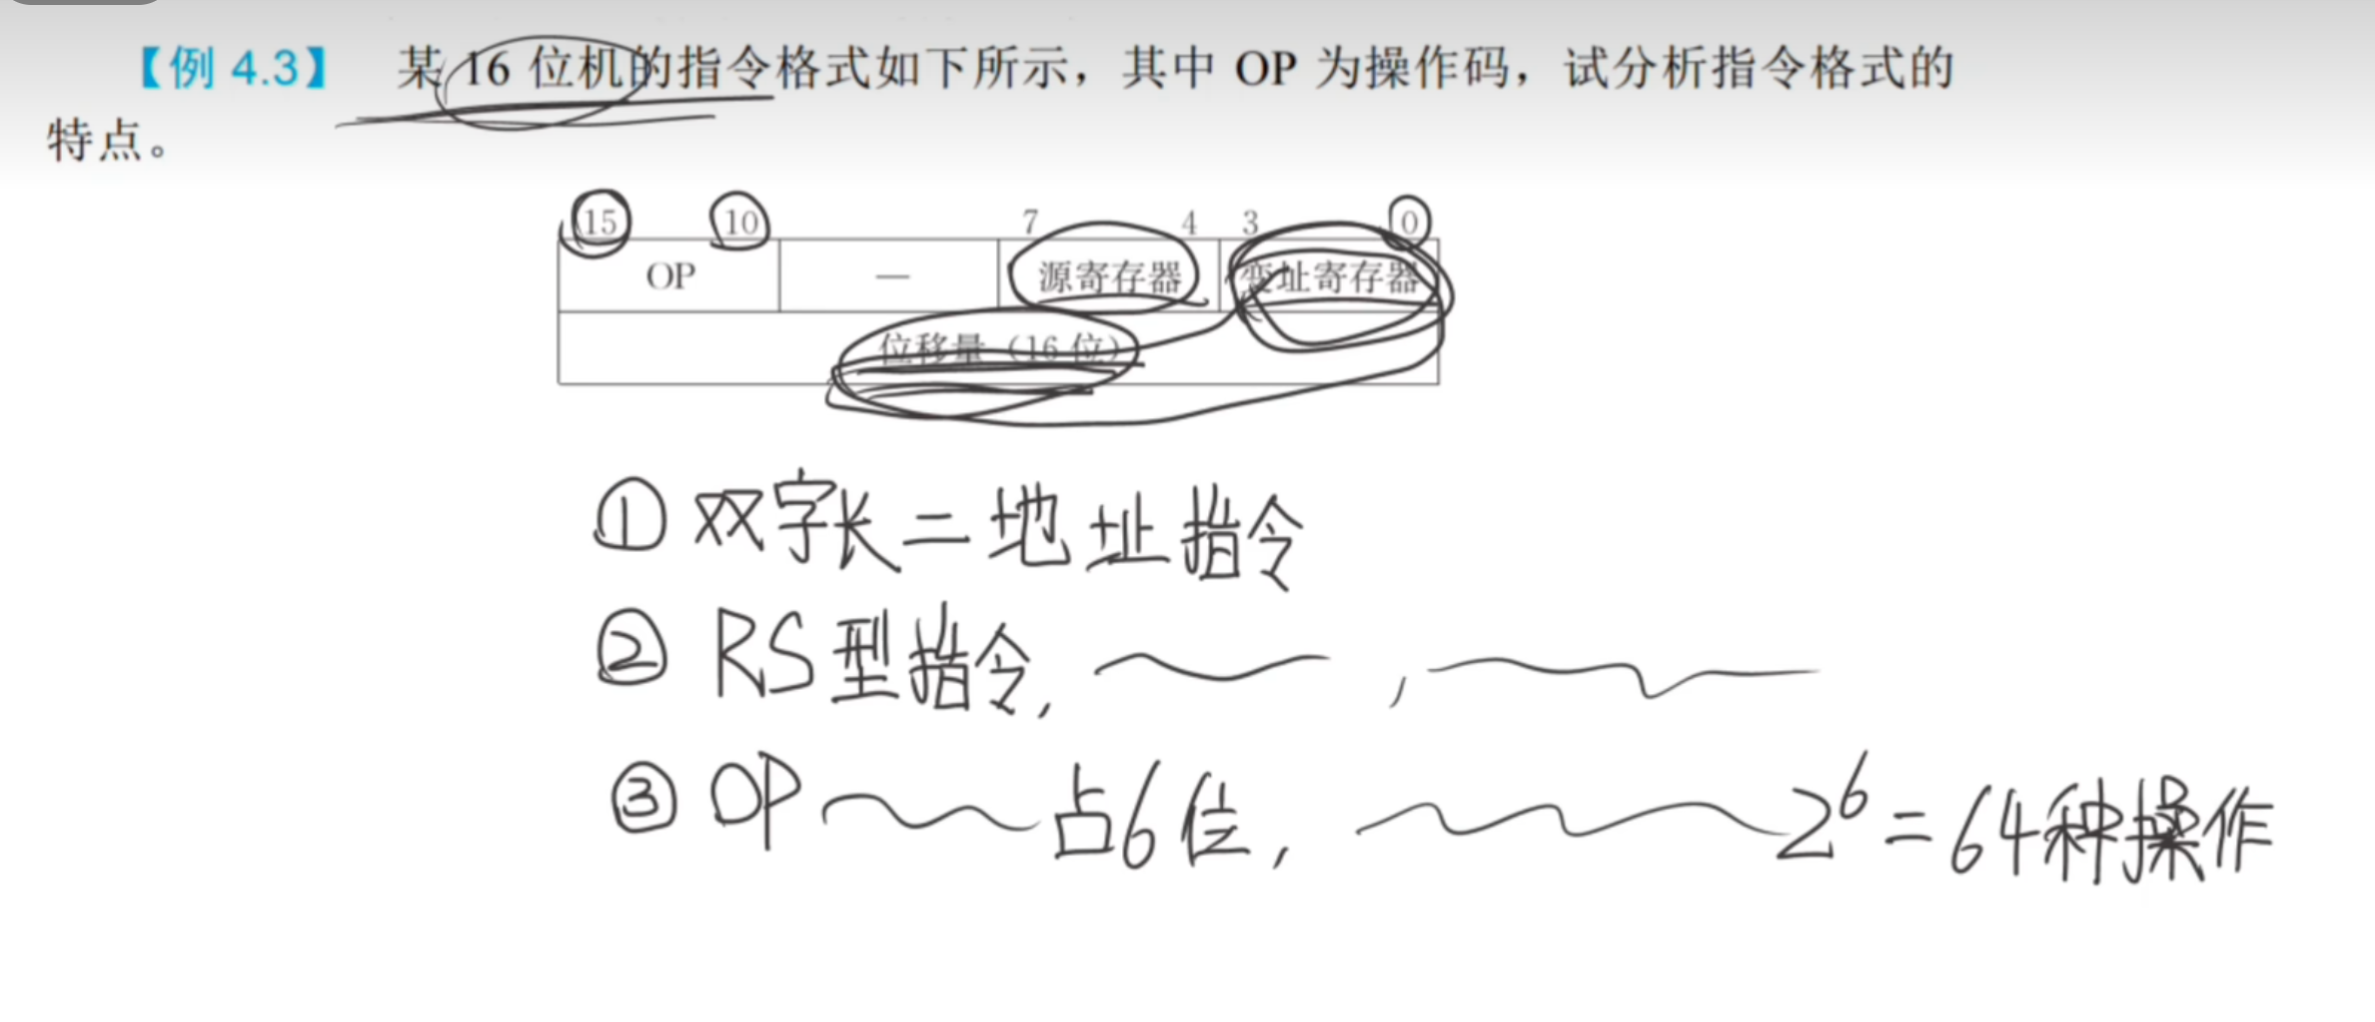 【例 4.3】 某 16 位机的指令格式如下所示，其中 OP 为操作码，试分析指令格式的
特点。
15 10 7 4 3 0
OP — 源寄存器 变址寄存器
位移量（16 位）
① 双字长二地址指令
② RS型指令, ,
③ OP 占6位, 2^6 = 64种操作